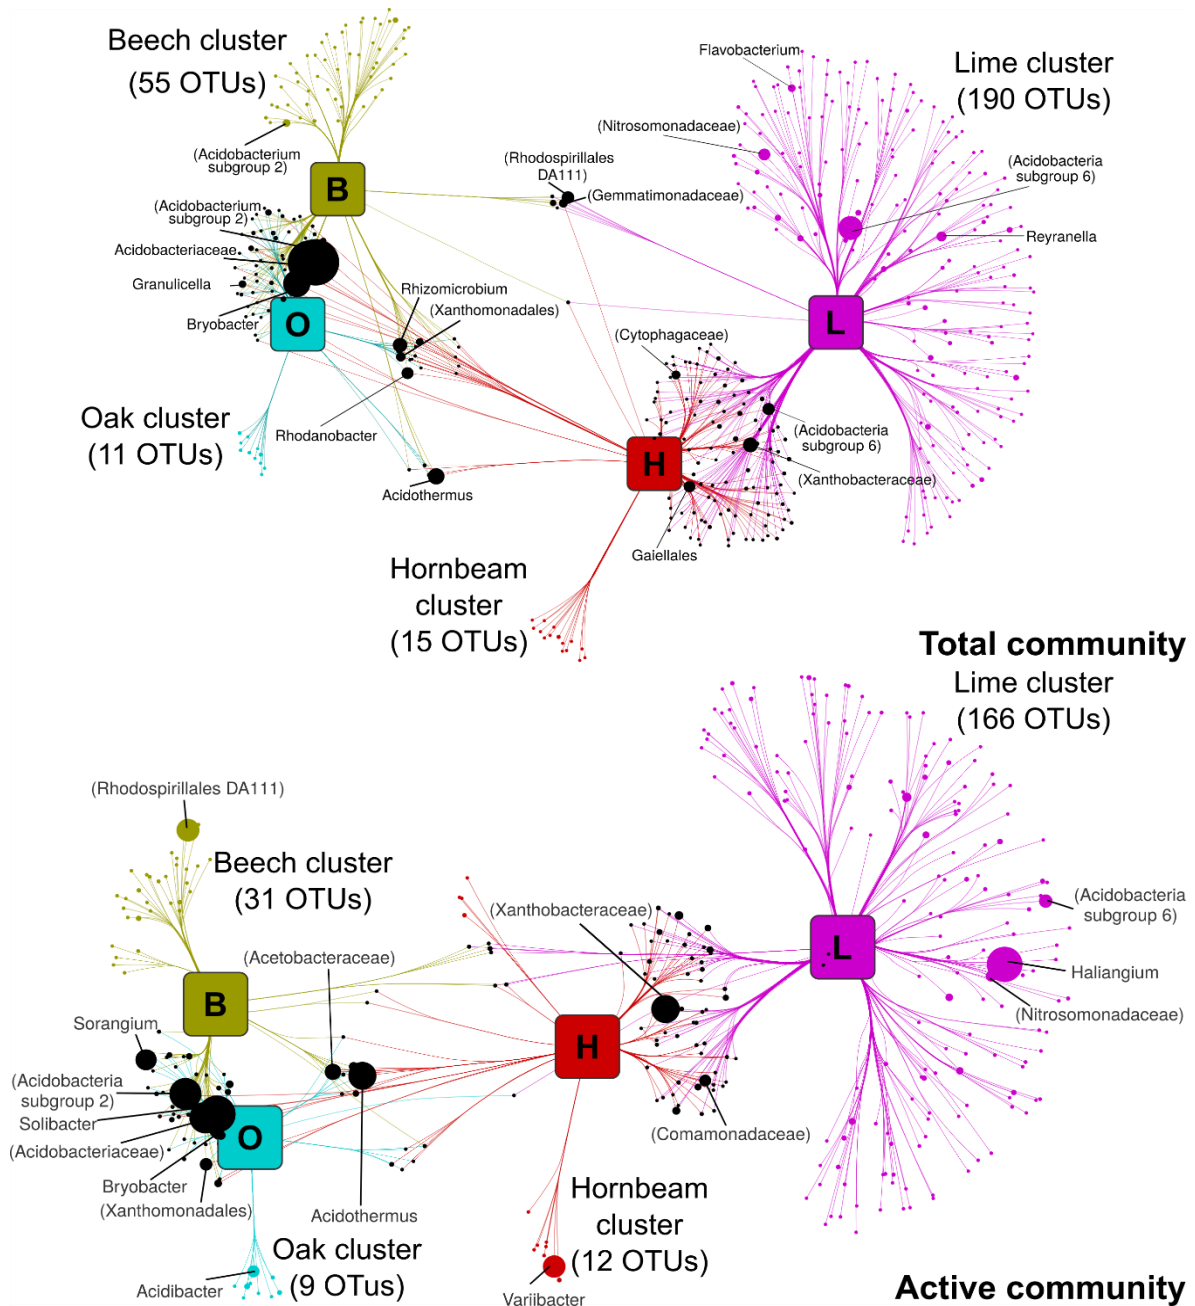 Beech cluster
(55 OTUs)
Flavobacterium
Lime cluster
(190 OTUs)
(Nitrosomonadaceae)
(Acidobacterium
subgroup 2)
(Rhodospirillales
DA111)
(Acidobacteria
subgroup 6)
B
(Gemmatimonadaceae)
(Acidobacterium
subgroup 2)
Acidobacteriaceae
Reyranella
Granulicella
Rhizomicrobium
(Xanthomonadales)
Bryobacter
O
L
(Cytophagaceae)
Oak cluster
(11 OTUs)
Rhodanobacter
(Acidobacteria
subgroup 6)
H
(Xanthobacteraceae)
Acidothermus
Gaiellales
Hornbeam
cluster
(15 OTUs)
Total community
Lime cluster
(166 OTUs)
(Rhodospirillales DA111)
Beech cluster
(31 OTUs)
(Xanthobacteraceae)
(Acidobacteria
subgroup 6)
(Acetobacteraceae)
L
Haliangium
B
(Nitrosomonadaceae)
Sorangium
H
(Acidobacteria
subgroup 2)
Solibacter
O
(Comamonadaceae)
(Acidobacteriaceae)
Bryobacter
(Xanthomonadales)
Acidothermus
Hornbeam
cluster
(12 OTUs)
Oak cluster
(9 OTus)
Acidibacter
Variibacter
Active community